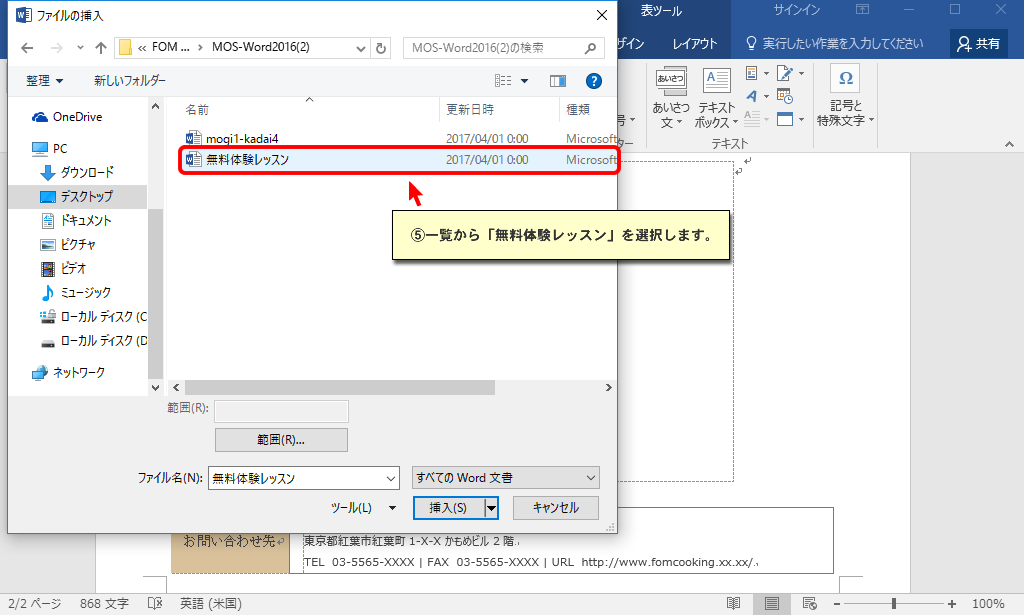 ファイルの挿入
表ツール
サインイン
« FOM ... › MOS-Word2016(2)
MOS-Word2016(2)の検索
ザイン
レイアウト
実行したい作業を入力してください
共有
整理
新しいフォルダー
名前
更新日時
種類
あいさつ
あいさつ
文
テキスト
ボックス
記号と
特殊文字
テキスト
OneDrive
PC
ダウンロード
デスクトップ
ドキュメント
ピクチャ
ビデオ
ミュージック
ローカル ディスク (C
ローカル ディスク (D
ネットワーク
mogi1-kadai4
2017/04/01 0:00
Microsoft
無料体験レッスン
2017/04/01 0:00
Microsoft
⑤一覧から「無料体験レッスン」を選択します。
範囲(R):
範囲(R)...
ファイル名(N):
無料体験レッスン
すべての Word 文書
ツール(L)
挿入(S)
キャンセル
お問い合わせ先
東京都紅葉市紅葉町 1-X-X かもめビル 2 階
TEL 03-5565-XXXX | FAX 03-5565-XXXX | URL http://www.fomcooking.xx.xx/
2/2 ページ
868 文字
英語 (米国)
100%